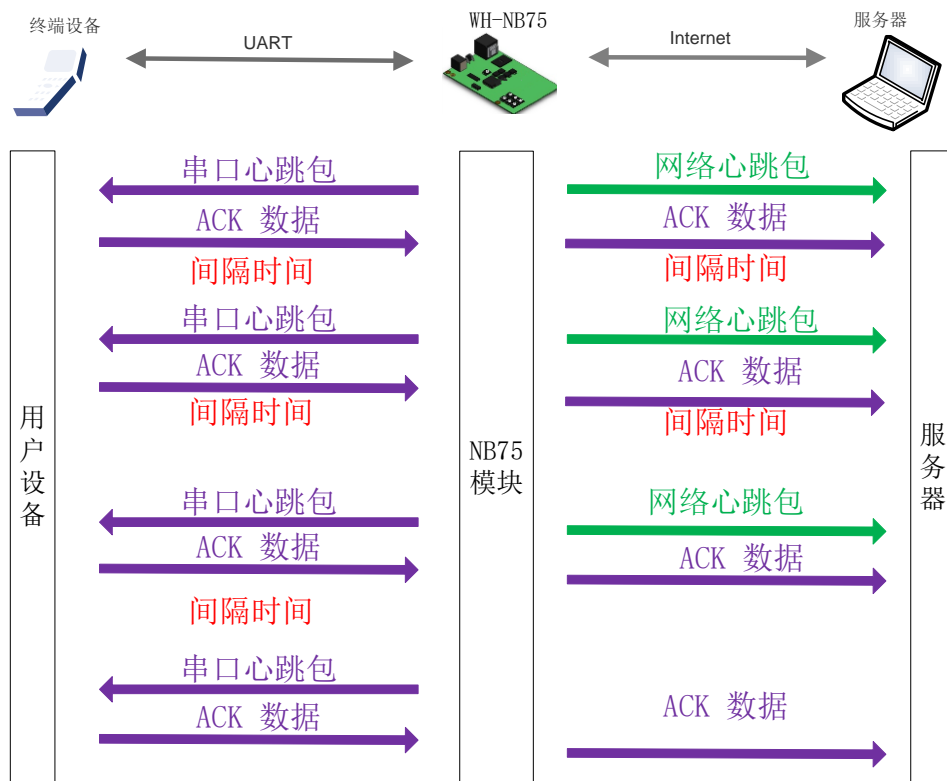 终端设备
UART
WH-NB75
Internet
服务器
串口心跳包
网络心跳包
ACK 数据
ACK 数据
间隔时间
间隔时间
串口心跳包
网络心跳包
ACK 数据
ACK 数据
间隔时间
间隔时间
用户设备
NB75
模块
服务器
串口心跳包
网络心跳包
ACK 数据
ACK 数据
间隔时间
串口心跳包
ACK 数据
ACK 数据